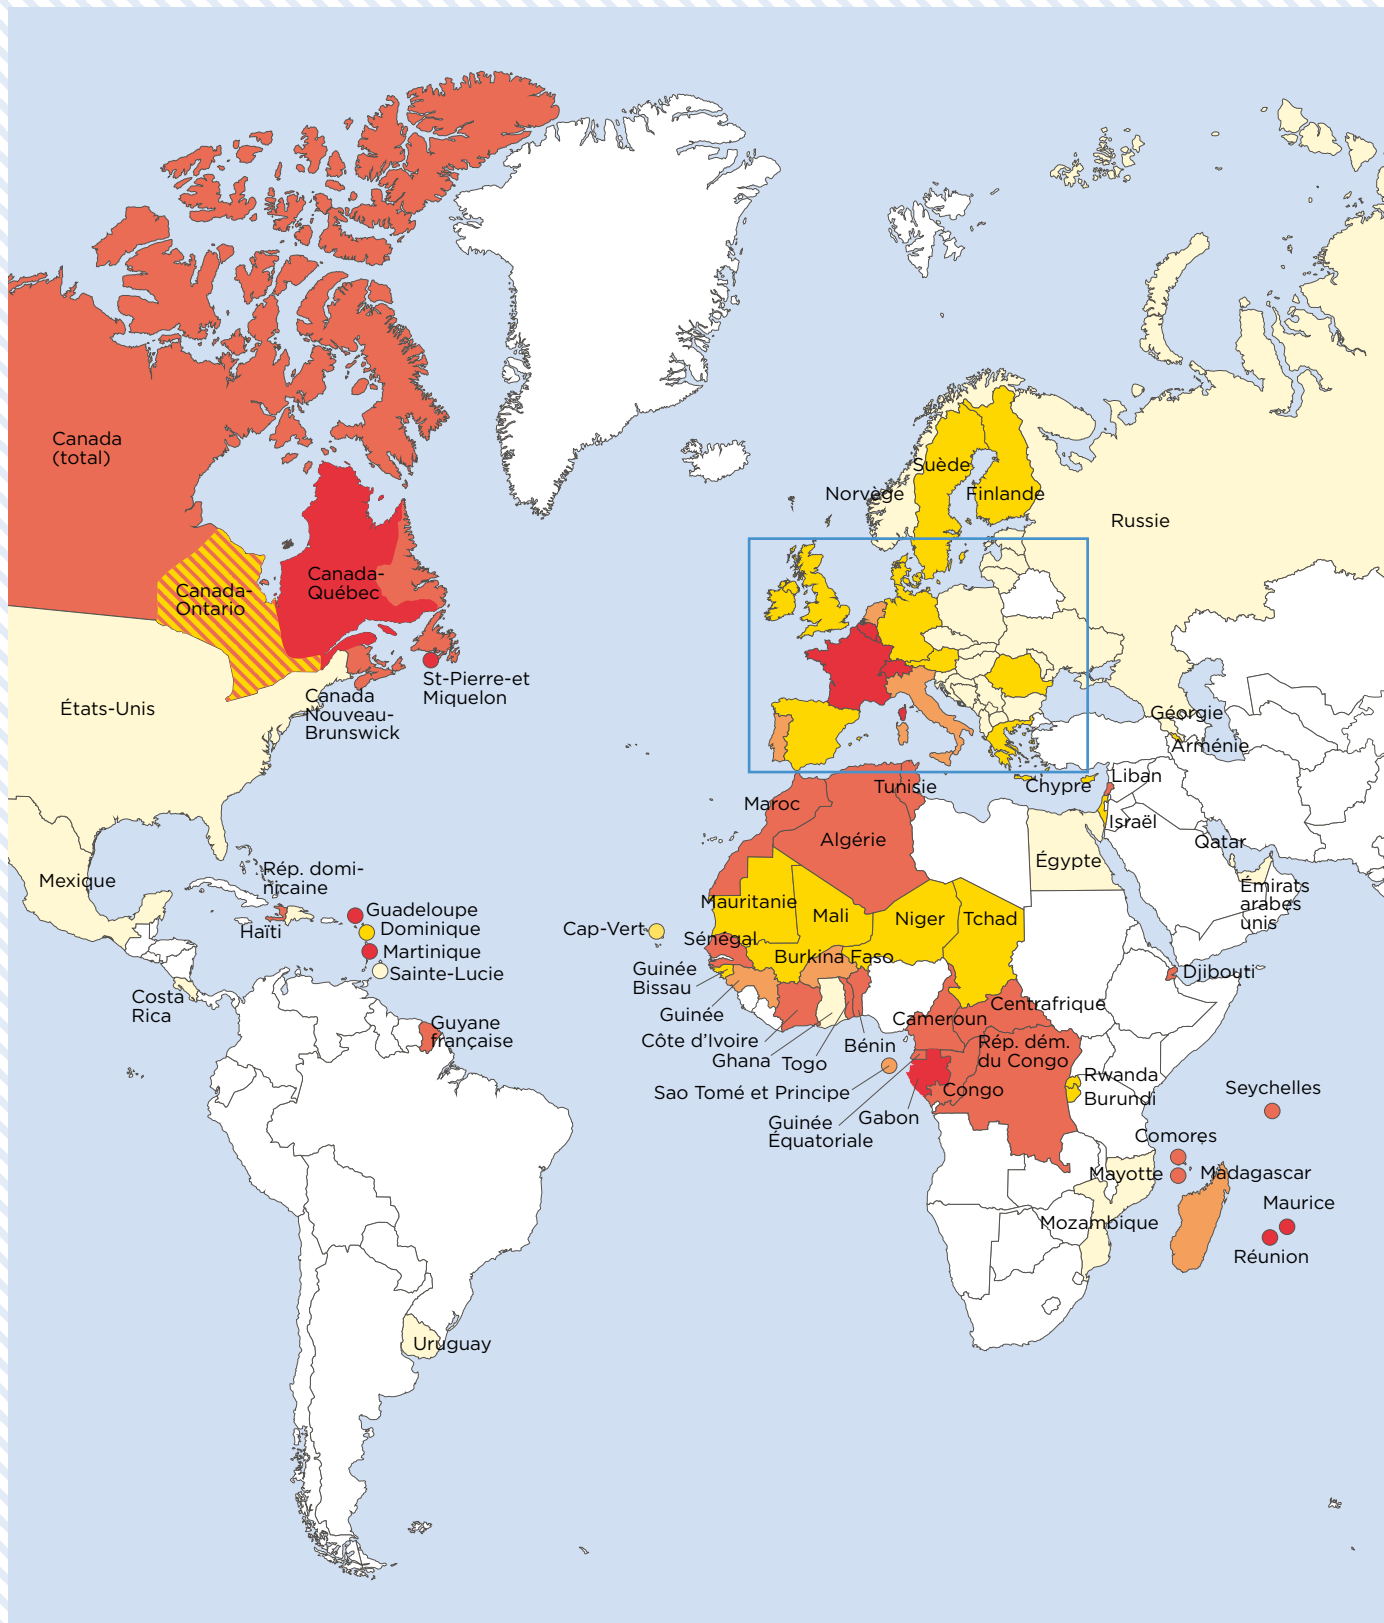 Canada
(total)
Canada-
Ontario
Canada-
Québec
St-Pierre-et
Miquelon
Canada
Nouveau-
Brunswick
États-Unis
Mexique
Rép. domi-
nicaine
Haïti
Guadeloupe
Dominique
Martinique
Sainte-Lucie
Costa
Rica
Guyane
française
Uruguay
Suède
Norvège
Finlande
Russie
Géorgie
Arménie
Chypre
Liban
Israël
Qatar
Émirats
arabes
unis
Égypte
Tunisie
Maroc
Algérie
Mauritanie
Mali
Niger
Tchad
Cap-Vert
Sénégal
Burkina Faso
Guinée
Bissau
Guinée
Côte d'Ivoire
Ghana
Togo
Bénin
Sao Tomé et Principe
Guinée
Équatoriale
Gabon
Cameroun
Centrafrique
Rép. dém.
du Congo
Congo
Djibouti
Rwanda
Burundi
Seychelles
Comores
Mayotte
Madagascar
Maurice
Réunion
Mozambique